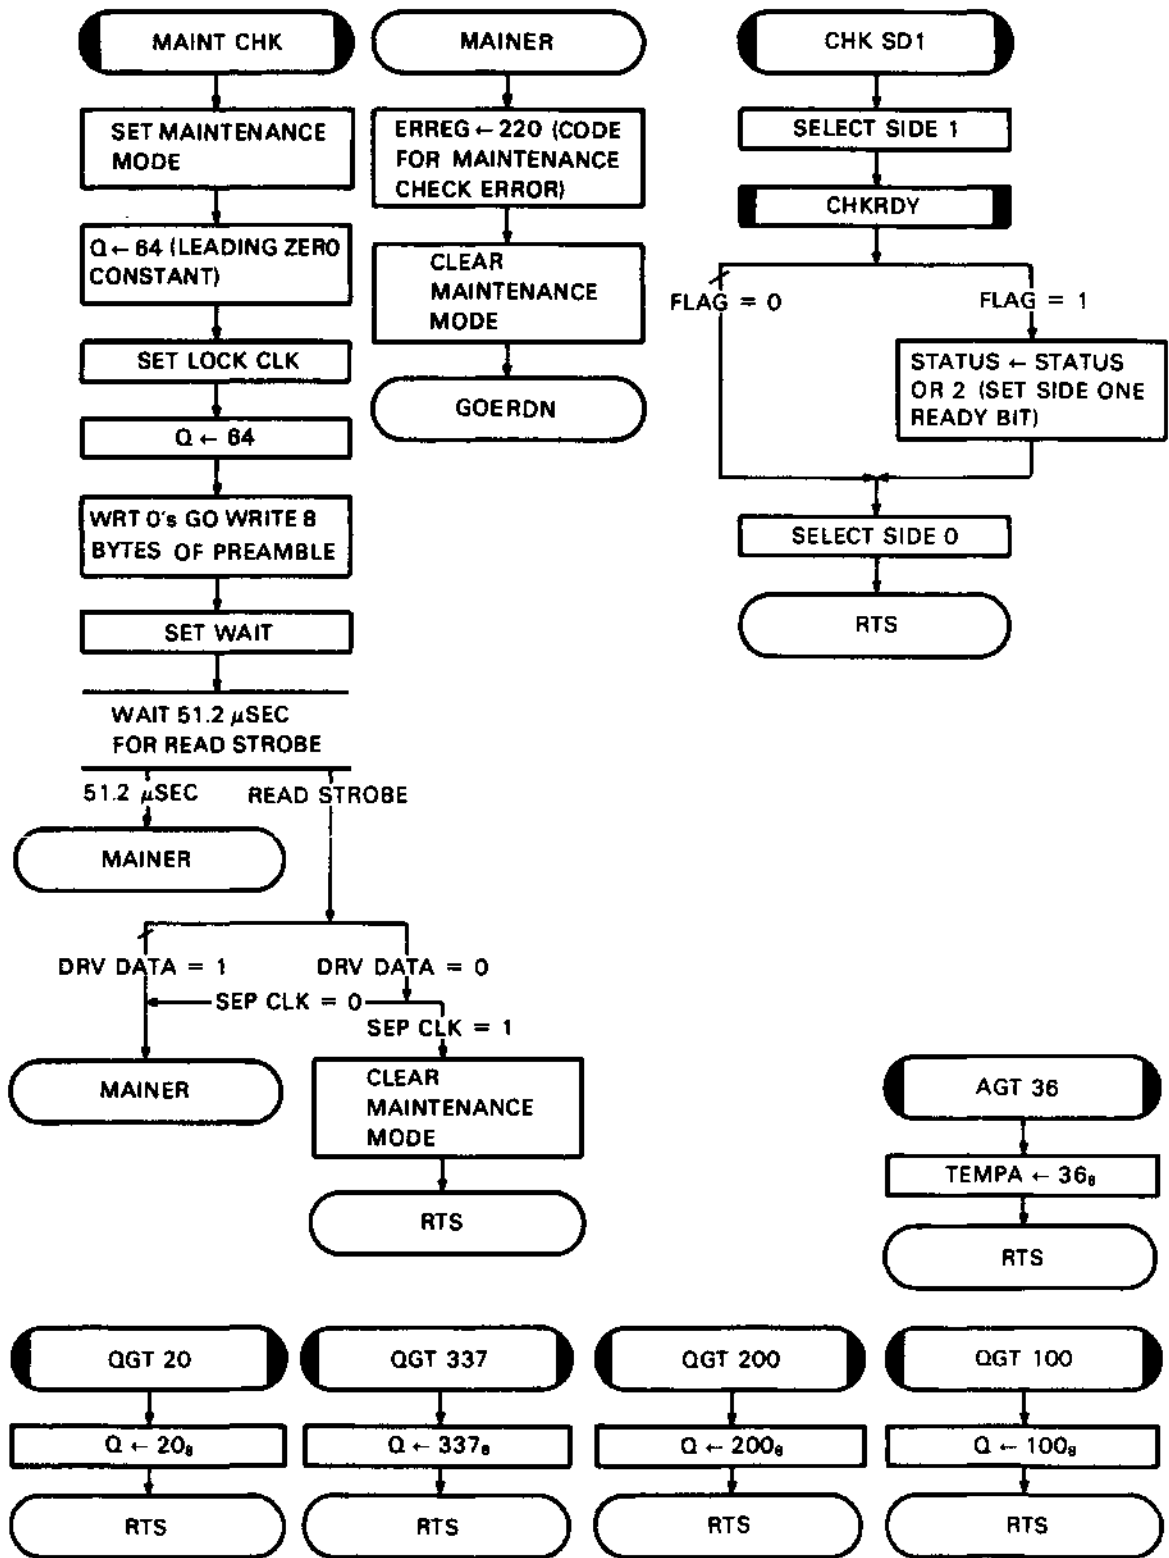 MAINT CHK
SET MAINTENANCE
MODE
Q ← 64 (LEADING ZERO
CONSTANT)
SET LOCK CLK
Q ← 64
WRT 0's GO WRITE 8
BYTES OF PREAMBLE
SET WAIT
WAIT 51.2 μSEC
FOR READ STROBE
51.2 μSEC
READ STROBE
MAINER
DRV DATA = 1
DRV DATA = 0
SEP CLK = 0
SEP CLK = 1
MAINER
CLEAR
MAINTENANCE
MODE
RTS
MAINER
ERREG ← 220 (CODE
FOR MAINTENANCE
CHECK ERROR)
CLEAR
MAINTENANCE
MODE
GOERDN
CHK SD1
SELECT SIDE 1
CHKRDY
FLAG = 0
FLAG = 1
STATUS ← STATUS
OR 2 (SET SIDE ONE
READY BIT)
SELECT SIDE 0
RTS
AGT 36
TEMPA ← 36₈
RTS
QGT 20
Q ← 20₈
RTS
QGT 337
Q ← 337₈
RTS
QGT 200
Q ← 200₈
RTS
QGT 100
Q ← 100₈
RTS